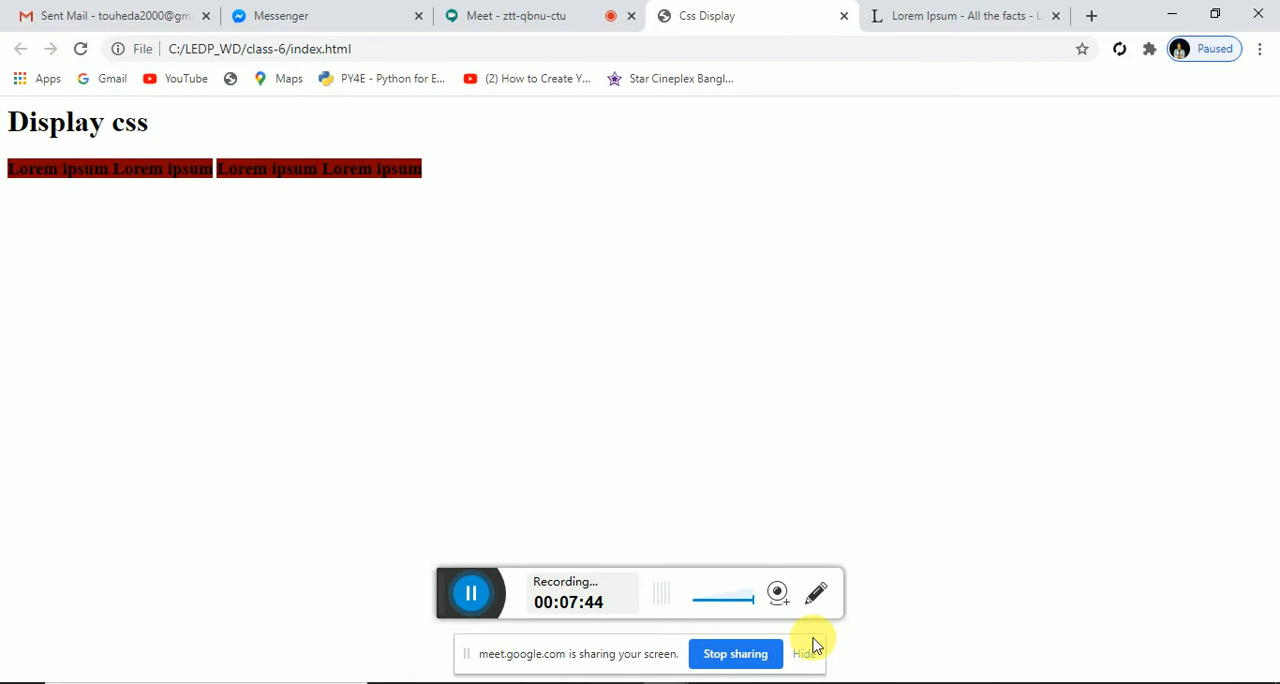 Sent Mail - touheda2000@gm
Messenger
Meet - ztt-qbnu-ctu
Css Display
Lorem Ipsum - All the facts - L
File
C:/LEDP_WD/class-6/index.html
Paused
Apps
Gmail
YouTube
Maps
PY4E - Python for E...
(2) How to Create Y...
Star Cineplex Bangl...
Display css
Lorem ipsum Lorem ipsum Lorem ipsum Lorem ipsum
Recording...
00:07:44
meet.google.com is sharing your screen.
Stop sharing
Hide